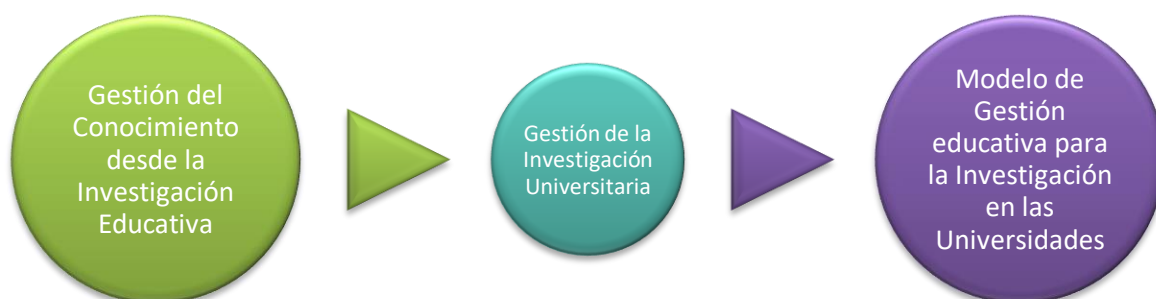 Gestión del
Conocimiento
desde la
Investigación
Educativa
Gestión de la
Investigación
Universitaria
Modelo de
Gestión
educativa para
la Investigación
en las
Universidades